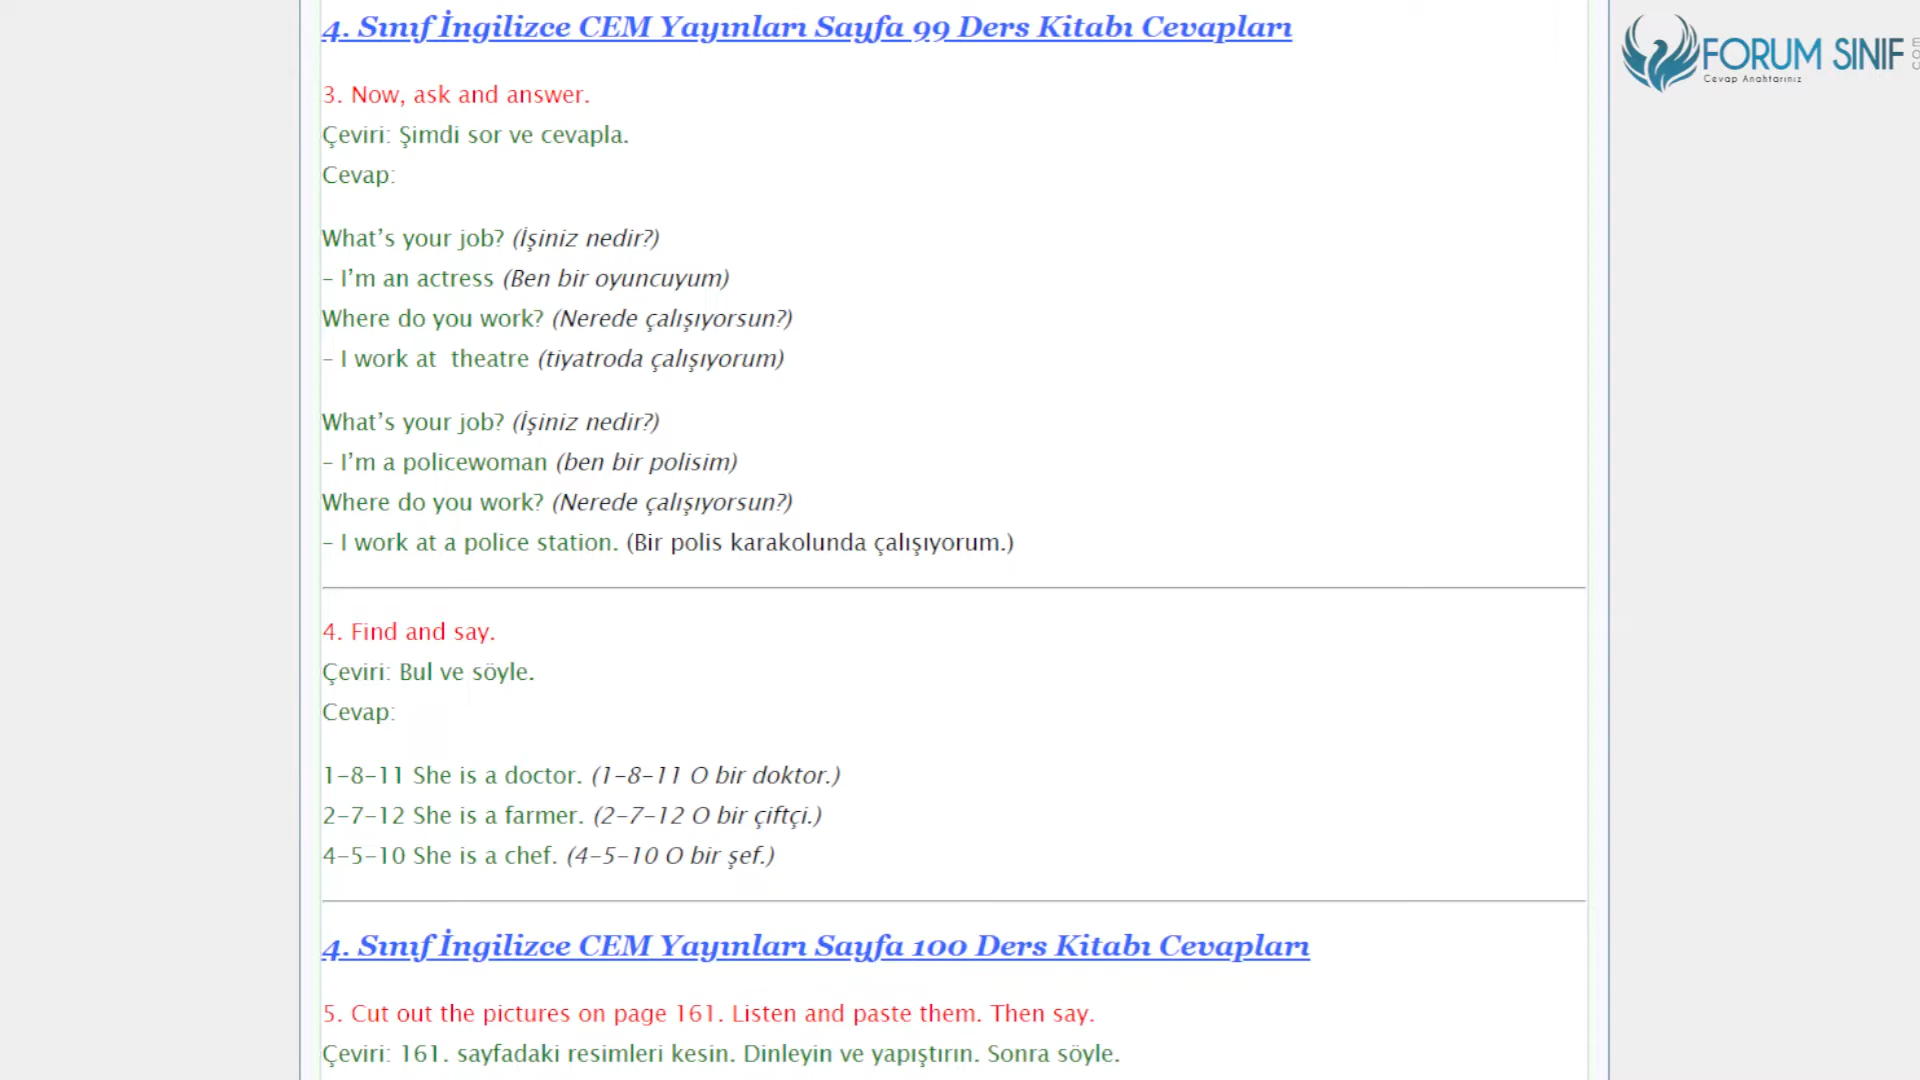 4. Sınıf İngilizce CEM Yayınları Sayfa 99 Ders Kitabı Cevapları
FORUM SINIF
.com
Cevap Anahtarınız
3. Now, ask and answer.
Çeviri: Şimdi sor ve cevapla.
Cevap:
What’s your job? (İşiniz nedir?)
– I’m an actress (Ben bir oyuncuyum)
Where do you work? (Nerede çalışıyorsun?)
– I work at  theatre (tiyatroda çalışıyorum)
What’s your job? (İşiniz nedir?)
– I’m a policewoman (ben bir polisim)
Where do you work? (Nerede çalışıyorsun?)
– I work at a police station. (Bir polis karakolunda çalışıyorum.)
4. Find and say.
Çeviri: Bul ve söyle.
Cevap:
1–8–11 She is a doctor. (1–8–11 O bir doktor.)
2–7–12 She is a farmer. (2–7–12 O bir çiftçi.)
4–5–10 She is a chef. (4–5–10 O bir şef.)
4. Sınıf İngilizce CEM Yayınları Sayfa 100 Ders Kitabı Cevapları
5. Cut out the pictures on page 161. Listen and paste them. Then say.
Çeviri: 161. sayfadaki resimleri kesin. Dinleyin ve yapıştırın. Sonra söyle.